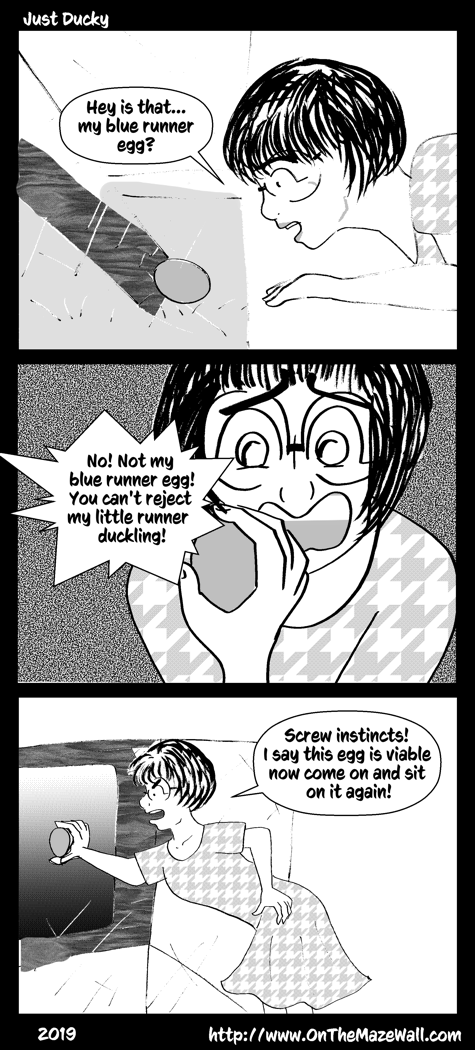 Just Ducky
Hey is that...
my blue runner
egg?
No! Not my
blue runner egg!
You can't reject
my little runner
duckling!
Screw instincts!
I say this egg is viable
now come on and sit
on it again!
2019
http://www.OnTheMazeWall.com